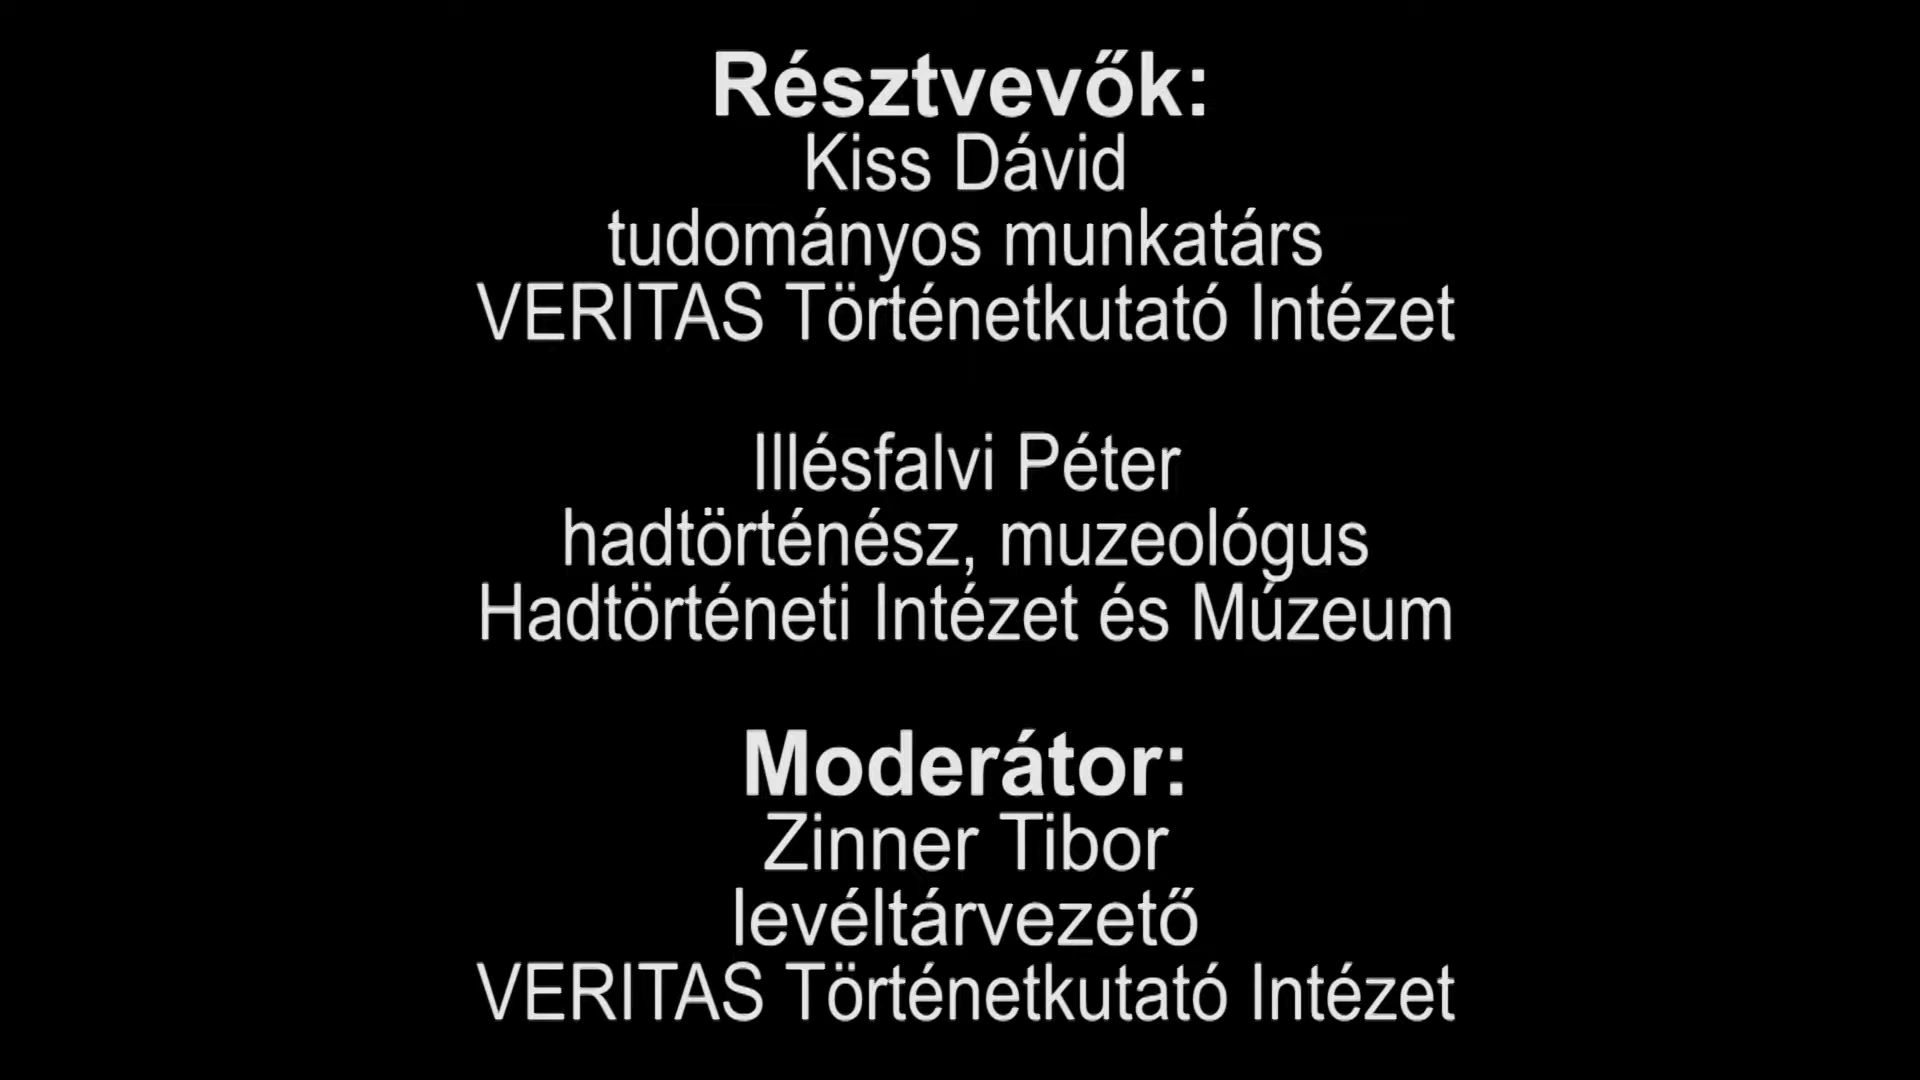 Résztvevők:
Kiss Dávid
tudományos munkatárs
VERITAS Történetkutató Intézet
Illésfalvi Péter
hadtörténész, muzeológus
Hadtörténeti Intézet és Múzeum
Moderátor:
Zinner Tibor
levéltárvezető
VERITAS Történetkutató Intézet